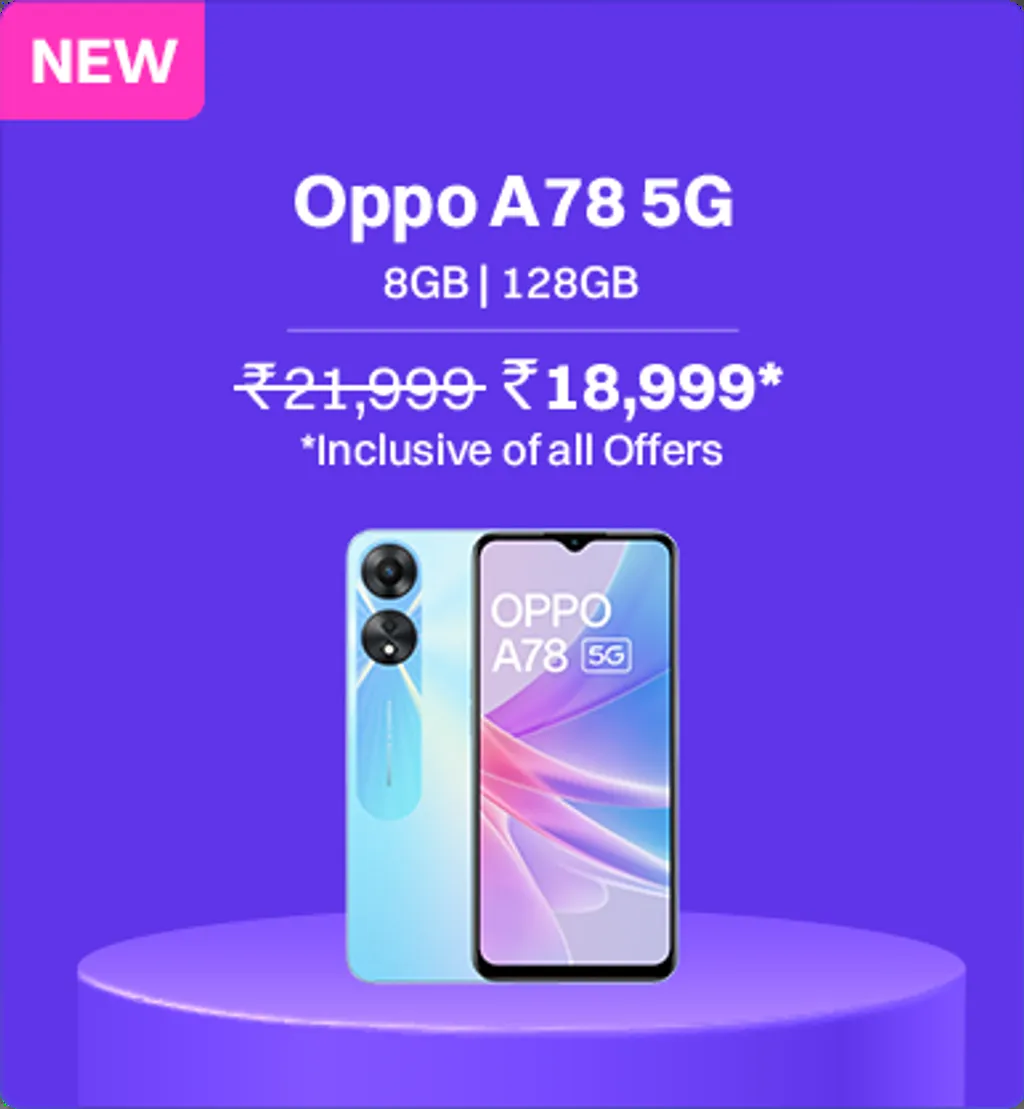 NEW
Oppo A78 5G
8GB | 128GB
₹21,999 ₹18,999*
*Inclusive of all Offers
OPPO
A78 5G